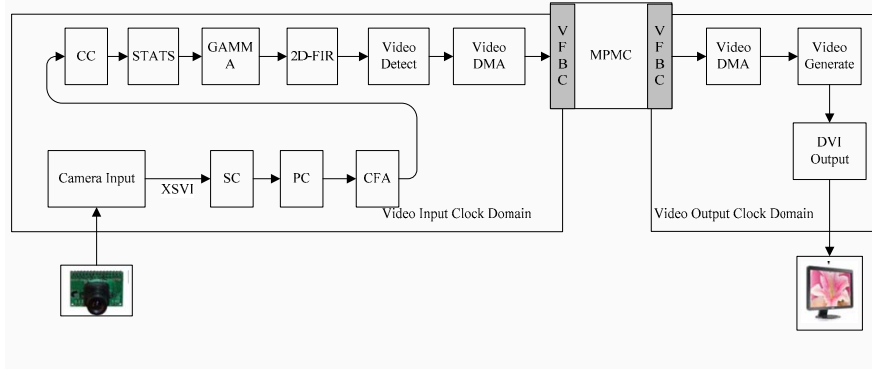 CC
STATS
GAMM
A
2D-FIR
Video
Detect
Video
DMA
V
F
B
C
MPMC
V
F
B
C
Video
DMA
Video
Generate
DVI
Output
Camera Input
XSVI
SC
PC
CFA
Video Input Clock Domain
Video Output Clock Domain